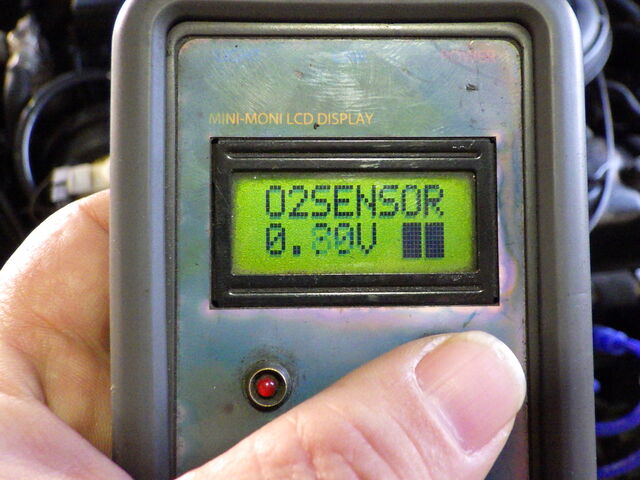 MINI-MONI LCD DISPLAY
O2SENSOR
0.80V